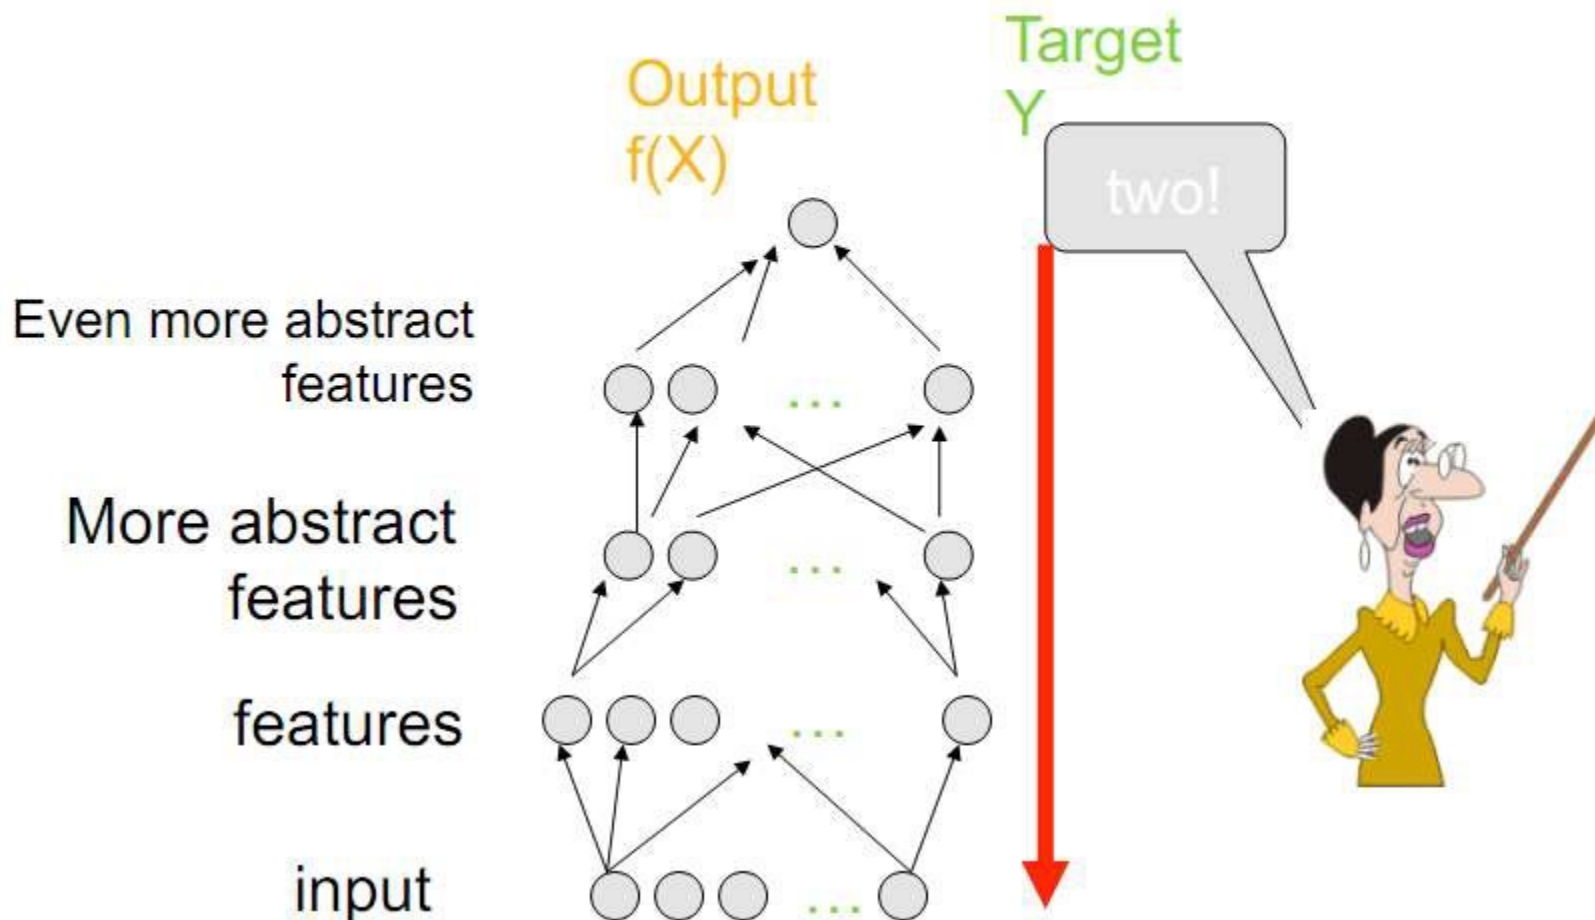 Output
f(X)
Target
Y
two!
Even more abstract
features
...
More abstract
features
...
features
...
input
...